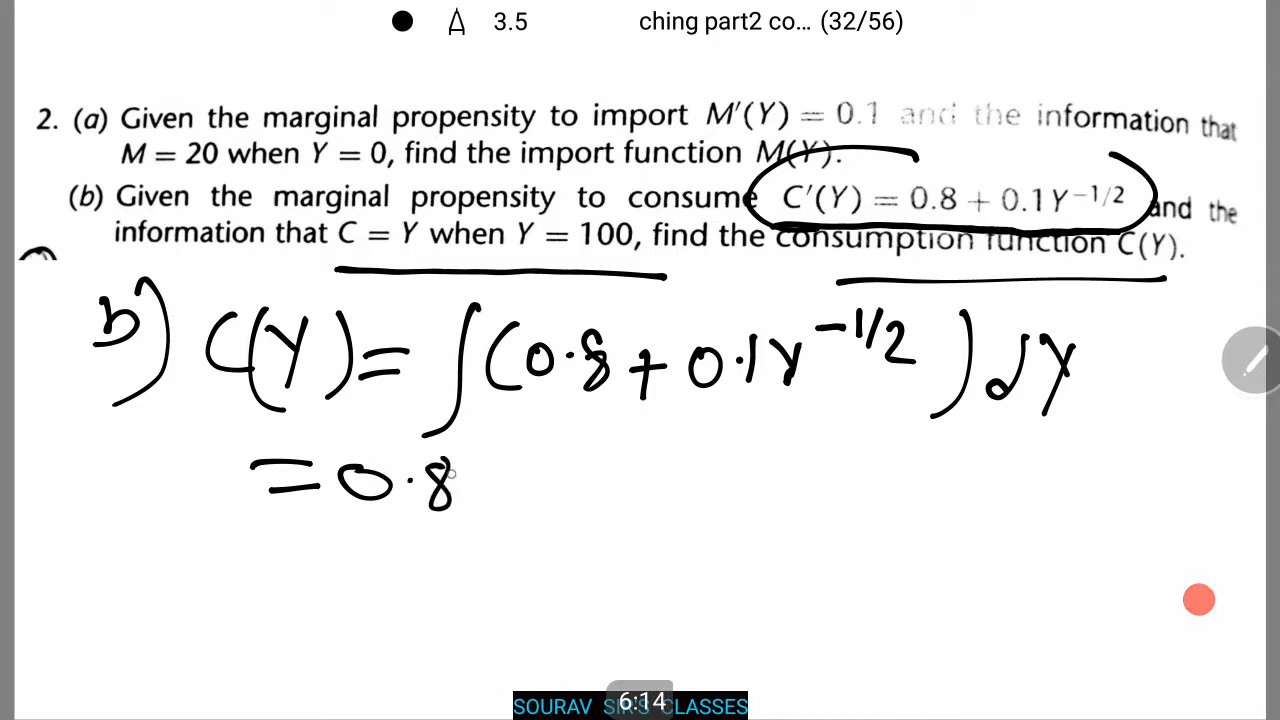 3.5 ching part2 co... (32/56)
2. (a) Given the marginal propensity to import M′(Y) = 0.1 and the information that
M = 20 when Y = 0, find the import function M(Y).
(b) Given the marginal propensity to consume C′(Y) = 0.8 + 0.1Y−1/2 and the
information that C = Y when Y = 100, find the consumption function C(Y).
b) C(Y) = ∫(0.8 + 0.1Y−1/2) dY
= 0.8
6:14
SOURAV SIR'S CLASSES